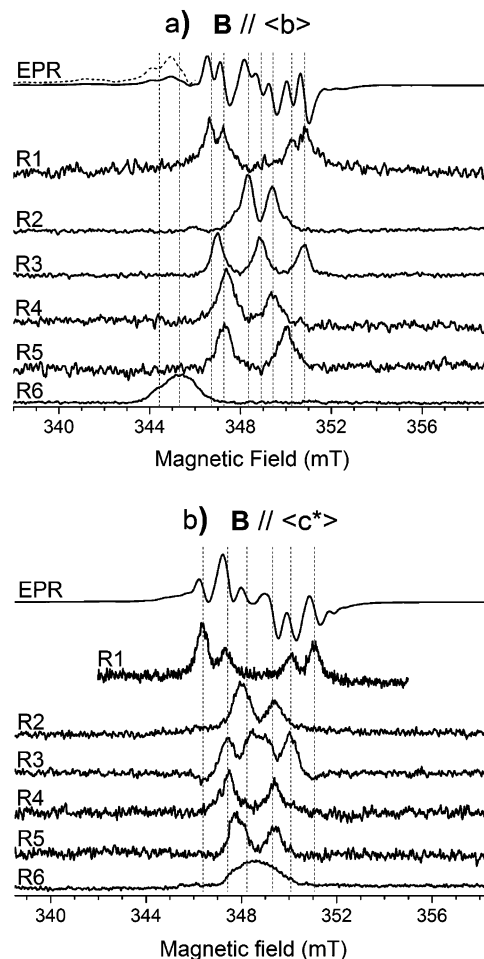 a) B // <b>
EPR
R1
R2
R3
R4
R5
R6
340 344 348 352 356
Magnetic Field (mT)
b) B // <c*>
EPR
R1
R2
R3
R4
R5
R6
340 344 348 352 356
Magnetic field (mT)